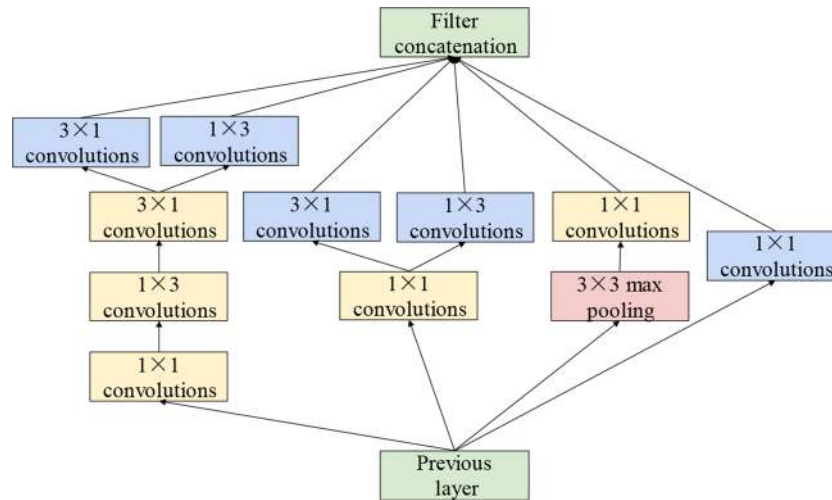 Filter
concatenation
3×1
convolutions
1×3
convolutions
3×1
convolutions
3×1
convolutions
1×3
convolutions
1×1
convolutions
1×1
convolutions
1×3
convolutions
1×1
convolutions
3×3 max
pooling
1×1
convolutions
Previous
layer